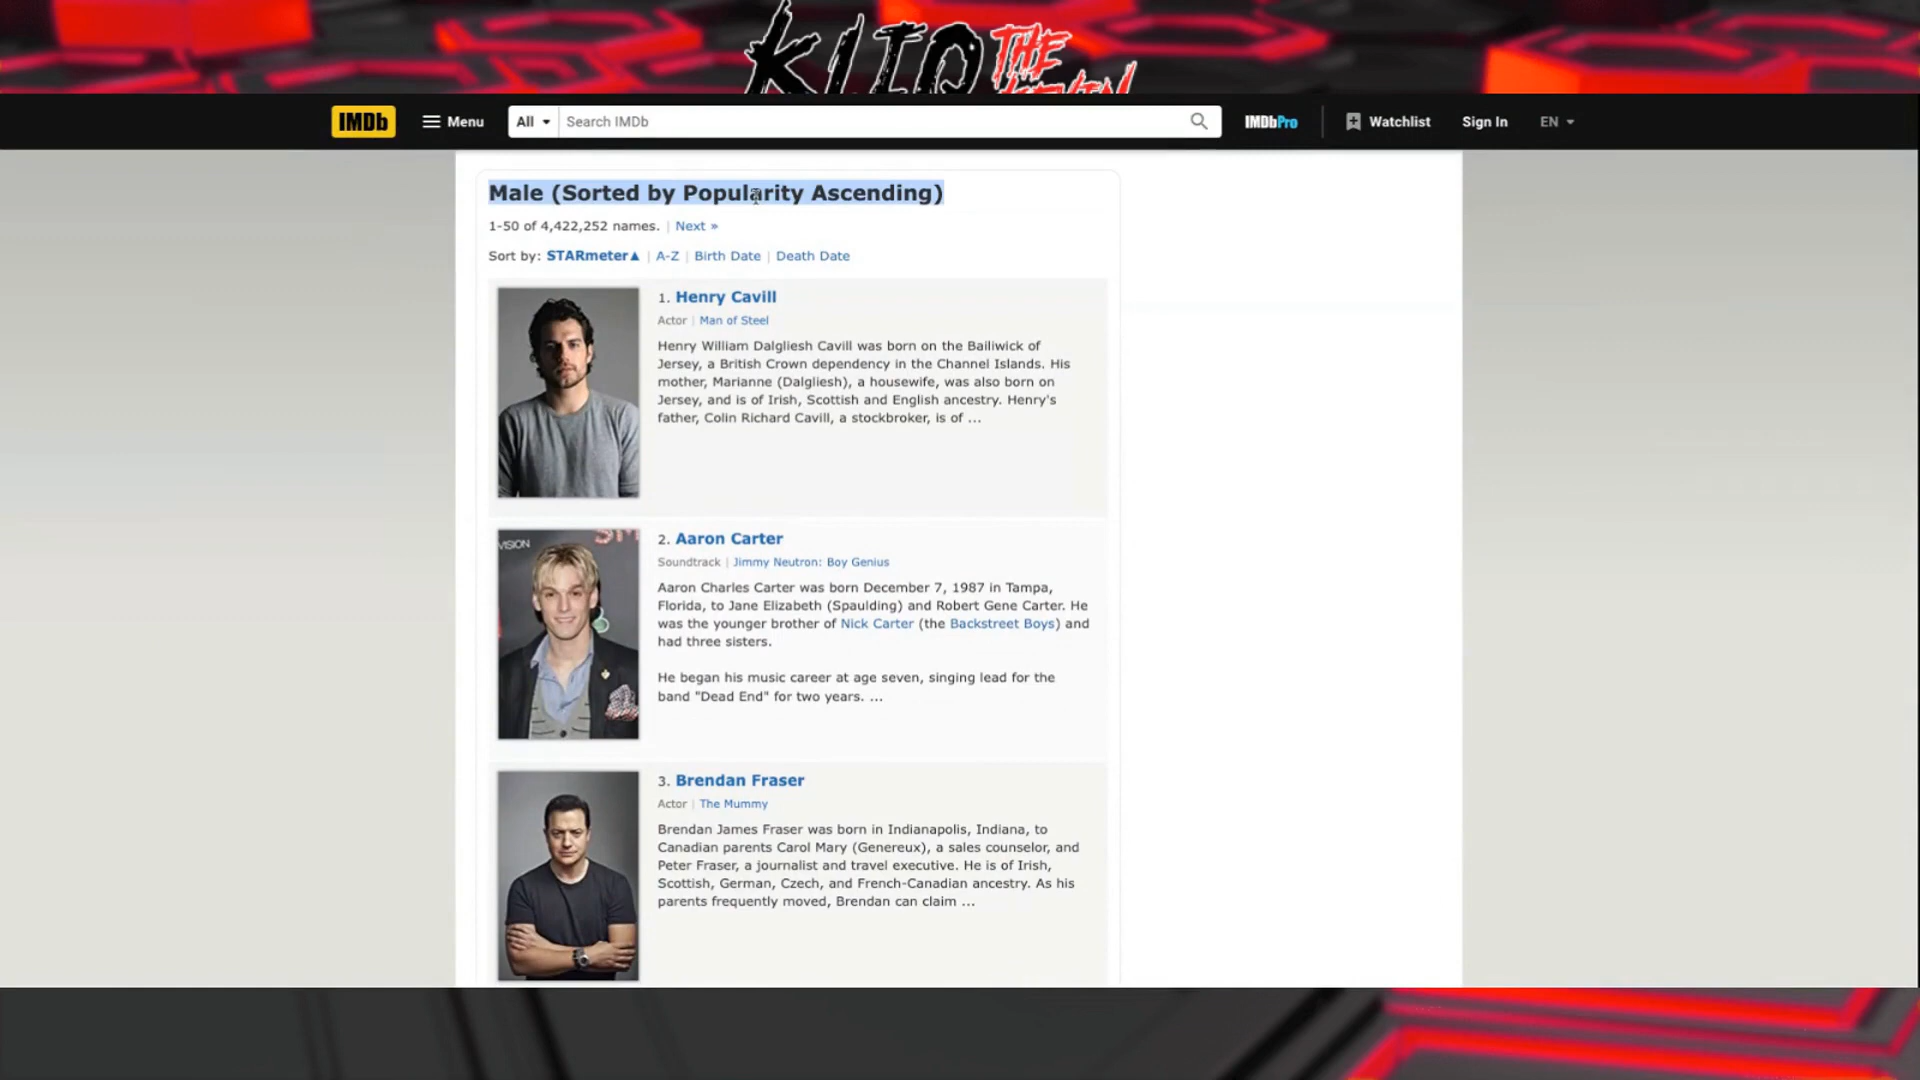 KITO THE
IMDb Menu All Search IMDb IMDbPro Watchlist Sign In EN
Male (Sorted by Popularity Ascending)
1-50 of 4,422,252 names. | Next »
Sort by: STARmeter▲ | A-Z | Birth Date | Death Date
1. Henry Cavill
Actor | Man of Steel
Henry William Dalgliesh Cavill was born on the Bailiwick of
Jersey, a British Crown dependency in the Channel Islands. His
mother, Marianne (Dalgliesh), a housewife, was also born on
Jersey, and is of Irish, Scottish and English ancestry. Henry's
father, Colin Richard Cavill, a stockbroker, is of ...
VISION
2. Aaron Carter
Soundtrack | Jimmy Neutron: Boy Genius
Aaron Charles Carter was born December 7, 1987 in Tampa,
Florida, to Jane Elizabeth (Spaulding) and Robert Gene Carter. He
was the younger brother of Nick Carter (the Backstreet Boys) and
had three sisters.
He began his music career at age seven, singing lead for the
band "Dead End" for two years. ...
3. Brendan Fraser
Actor | The Mummy
Brendan James Fraser was born in Indianapolis, Indiana, to
Canadian parents Carol Mary (Genereux), a sales counselor, and
Peter Fraser, a journalist and travel executive. He is of Irish,
Scottish, German, Czech, and French-Canadian ancestry. As his
parents frequently moved, Brendan can claim ...